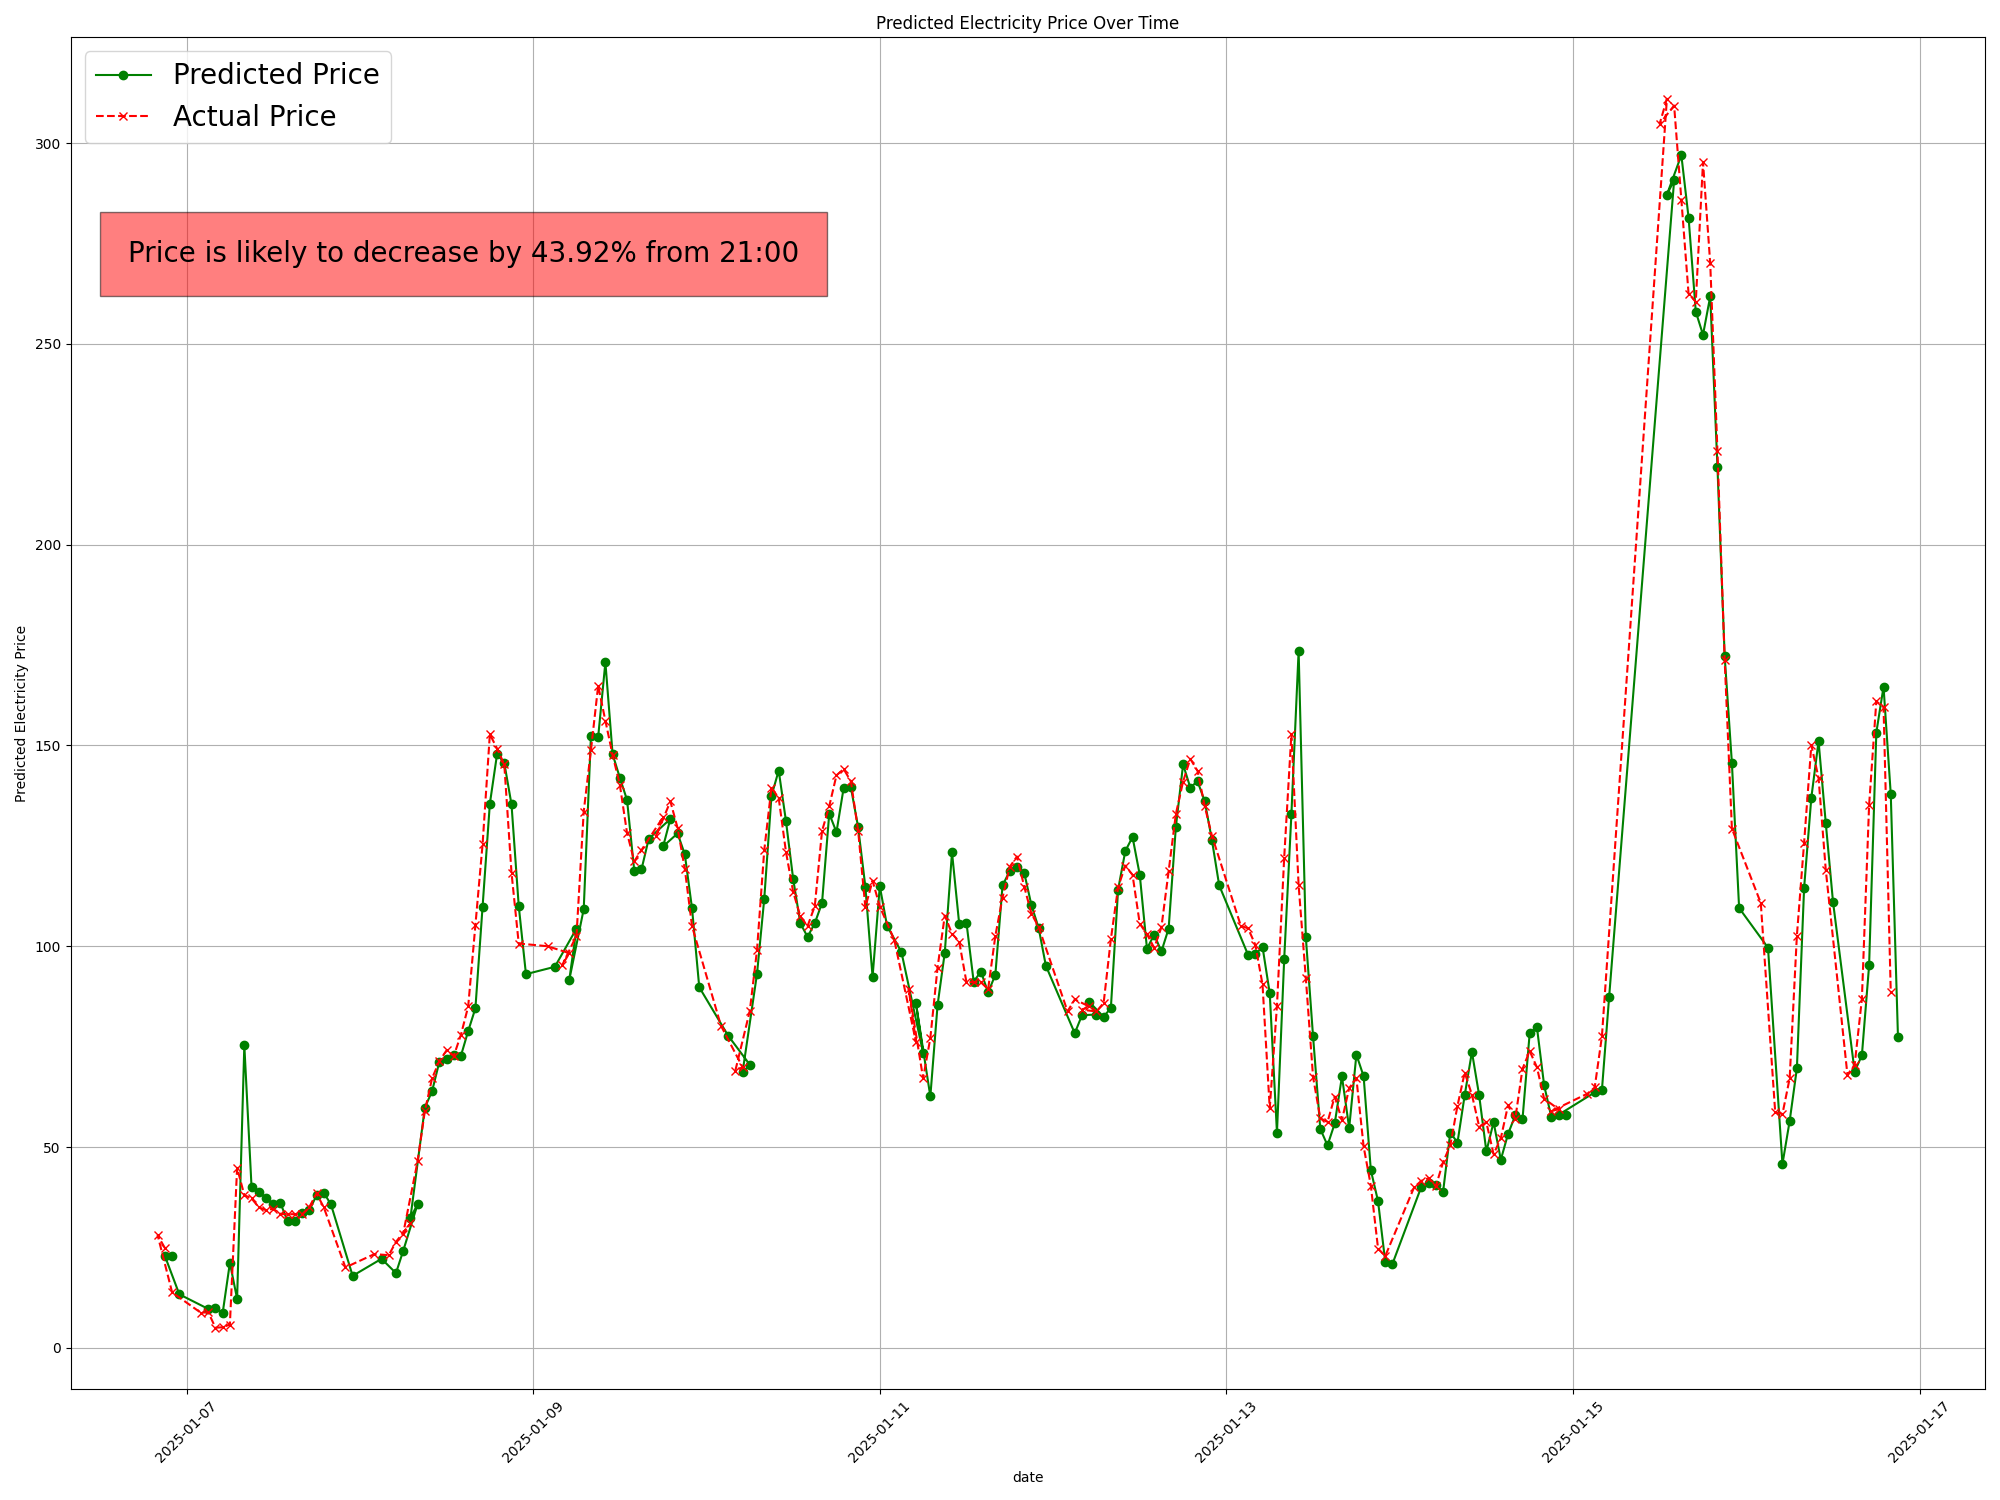 Predicted Electricity Price Over Time
Predicted Price
Actual Price
Price is likely to decrease by 43.92% from 21:00
Predicted Electricity Price
300
250
200
150
100
50
0
2025-01-07
2025-01-09
2025-01-11
2025-01-13
2025-01-15
2025-01-17
date